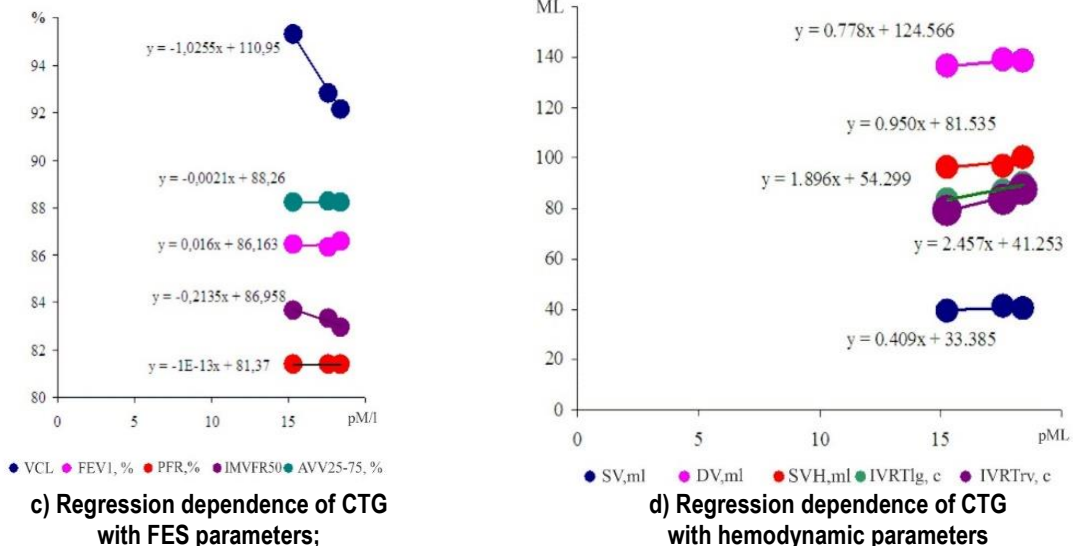 %
96
94
92
90
88
86
84
82
80
0 5 10 15 pM/l
y = -1,0255x + 110,95
y = -0,0021x + 88,26
y = 0,016x + 86,163
y = -0,2135x + 86,958
y = -1E-13x + 81,37
VCL FEV1, % PFR,% IMVFR50 AVV25-75, %
c) Regression dependence of CTG
with FES parameters;
ML
140
120
100
80
60
40
20
0
0 5 10 15 pML
y = 0.778x + 124.566
y = 0.950x + 81.535
y = 1.896x + 54.299
y = 2.457x + 41.253
y = 0.409x + 33.385
SV,ml DV,ml SVH,ml IVRTlg, c IVRTrv, c
d) Regression dependence of CTG
with hemodynamic parameters